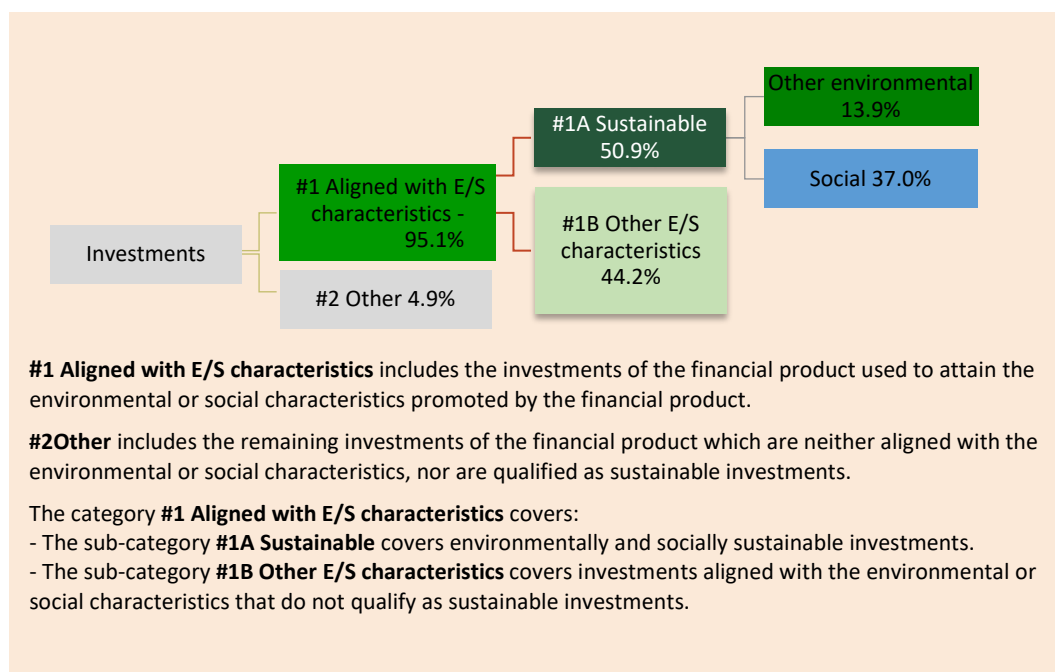 Other environmental
13.9%
#1A Sustainable
50.9%
Social 37.0%
#1 Aligned with E/S
characteristics -
95.1%
#1B Other E/S
characteristics
44.2%
Investments
#2 Other 4.9%
#1 Aligned with E/S characteristics includes the investments of the financial product used to attain the
environmental or social characteristics promoted by the financial product.
#2Other includes the remaining investments of the financial product which are neither aligned with the
environmental or social characteristics, nor are qualified as sustainable investments.
The category #1 Aligned with E/S characteristics covers:
- The sub-category #1A Sustainable covers environmentally and socially sustainable investments.
- The sub-category #1B Other E/S characteristics covers investments aligned with the environmental or
social characteristics that do not qualify as sustainable investments.